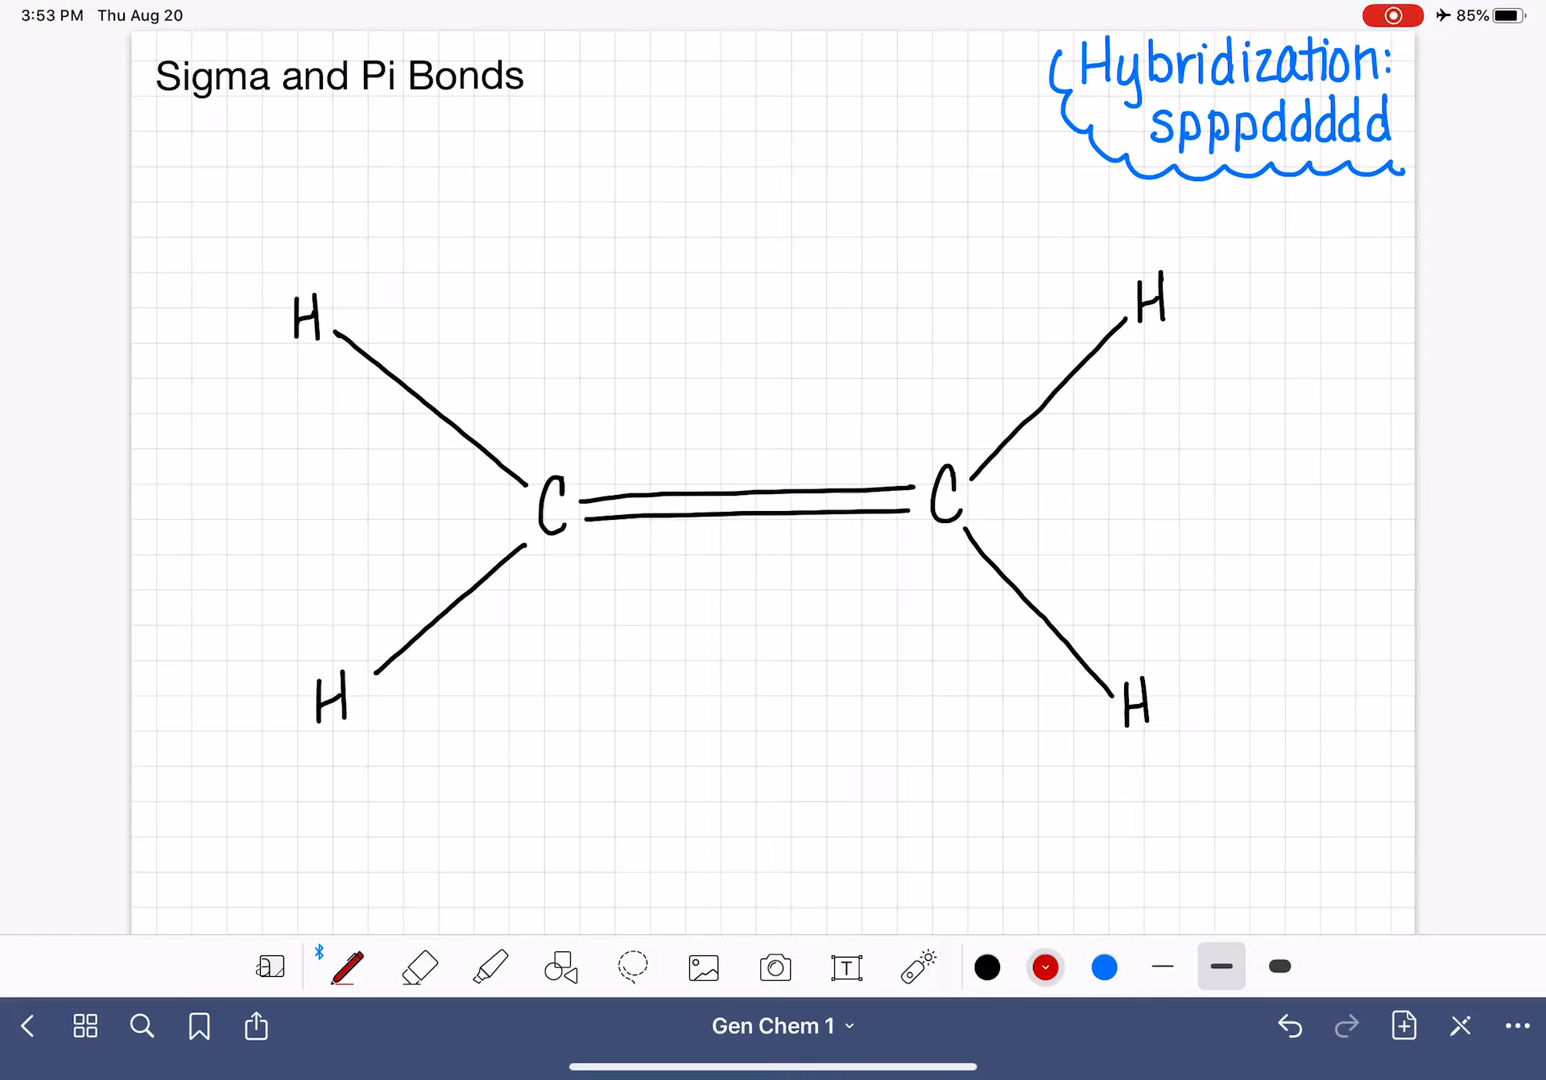 3:53 PM Thu Aug 20
85%
Sigma and Pi Bonds
Hybridization:
spppddddd
H
H
C
C
H
H
T
Gen Chem 1